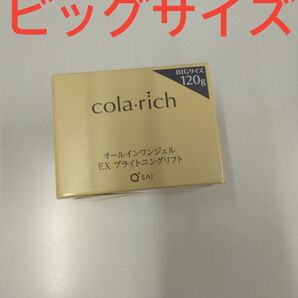 ビッグサイズ
BIGサイズ
120g
cola・rich
オールインワンジェル
EX ブライトニングリフト
Q'SAI